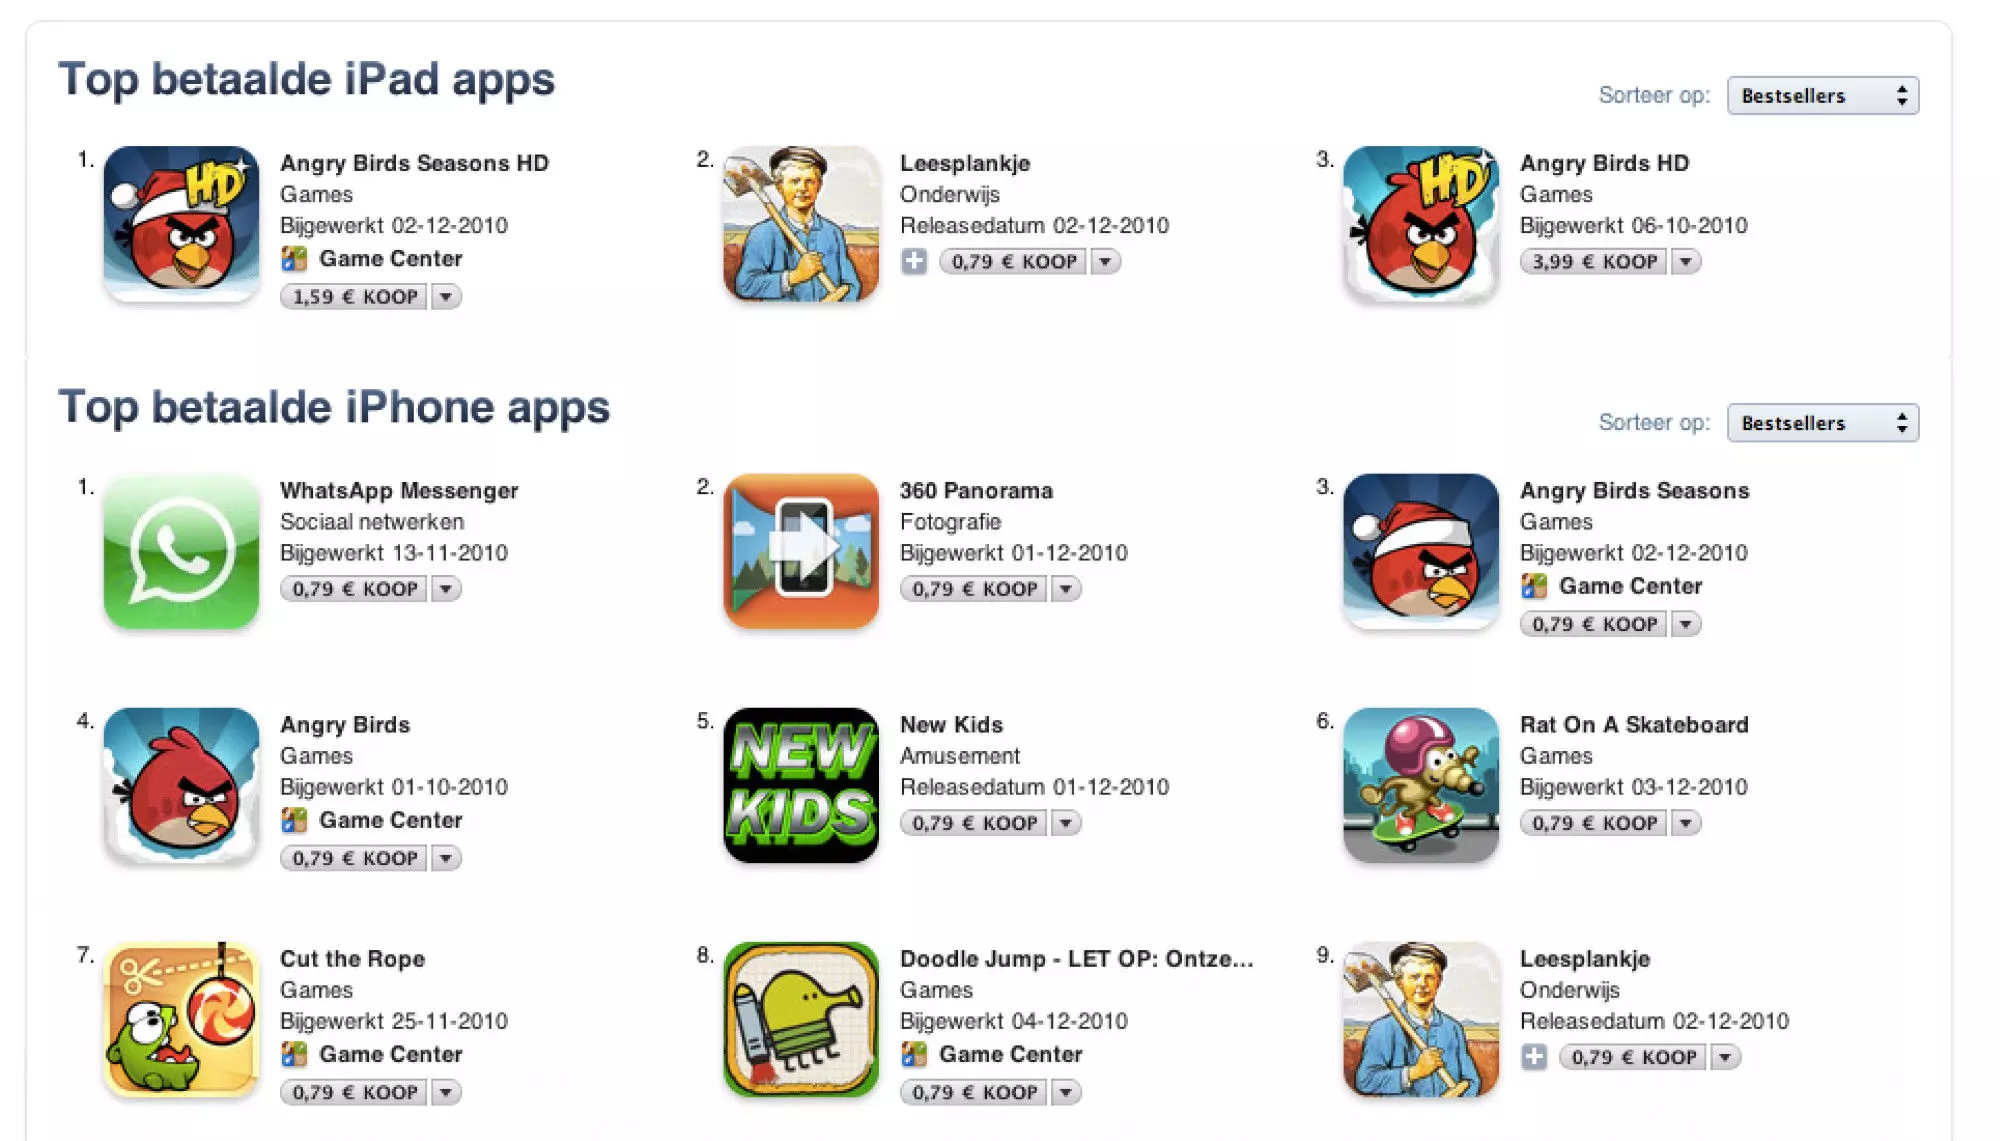 Top betaalde iPad apps
Sorteer op: Bestsellers
1.
HD
Angry Birds Seasons HD
Games
Bijgewerkt 02-12-2010
Game Center
1,59 € KOOP
2.
Leesplankje
Onderwijs
Releasedatum 02-12-2010
0,79 € KOOP
3.
HD
Angry Birds HD
Games
Bijgewerkt 06-10-2010
3,99 € KOOP
Top betaalde iPhone apps
Sorteer op: Bestsellers
1.
WhatsApp Messenger
Sociaal netwerken
Bijgewerkt 13-11-2010
0,79 € KOOP
2.
360 Panorama
Fotografie
Bijgewerkt 01-12-2010
0,79 € KOOP
3.
Angry Birds Seasons
Games
Bijgewerkt 02-12-2010
Game Center
0,79 € KOOP
4.
Angry Birds
Games
Bijgewerkt 01-10-2010
Game Center
0,79 € KOOP
5.
NEW
KIDS
New Kids
Amusement
Releasedatum 01-12-2010
0,79 € KOOP
6.
Rat On A Skateboard
Games
Bijgewerkt 03-12-2010
0,79 € KOOP
7.
Cut the Rope
Games
Bijgewerkt 25-11-2010
Game Center
0,79 € KOOP
8.
Doodle Jump - LET OP: Ontze...
Games
Bijgewerkt 04-12-2010
Game Center
0,79 € KOOP
9.
Leesplankje
Onderwijs
Releasedatum 02-12-2010
0,79 € KOOP